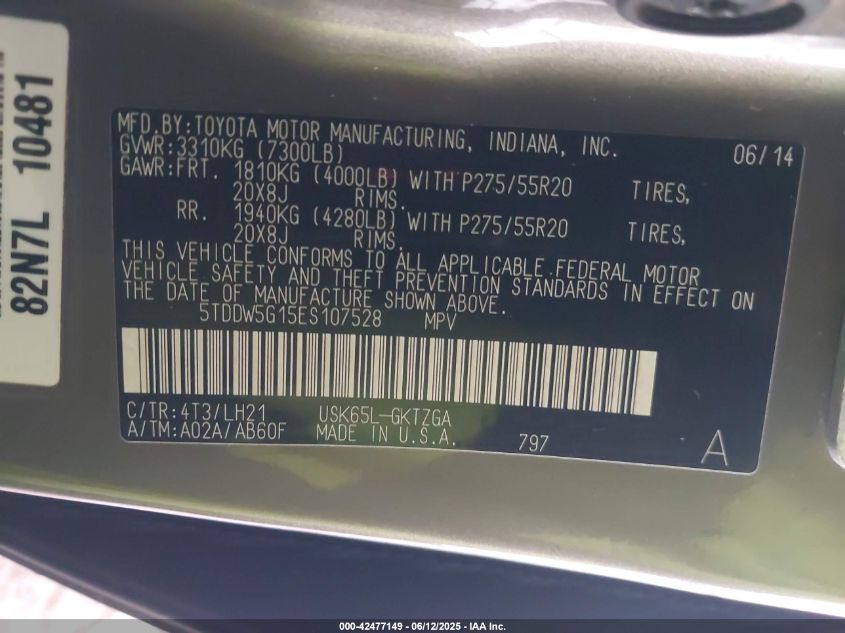 82N7L 10481
MFD.BY:TOYOTA MOTOR MANUFACTURING, INDIANA, INC. 06/14
GVWR:3310KG (7300LB)
GAWR:FRT. 1810KG (4000LB) WITH P275/55R20 TIRES,
20X8J RIMS.
RR. 1940KG (4280LB) WITH P275/55R20 TIRES,
20X8J RIMS.
THIS VEHICLE CONFORMS TO ALL APPLICABLE FEDERAL MOTOR
VEHICLE SAFETY AND THEFT PREVENTION STANDARDS IN EFFECT ON
THE DATE OF MANUFACTURE SHOWN ABOVE.
5TDDW5G15ES107528 MPV
C/TR:4T3/LH21 USK65L-GKTZGA
A/TM:A02A/AB60F MADE IN U.S.A. 797 A
000-42477149 - 06/12/2025 - IAA Inc.